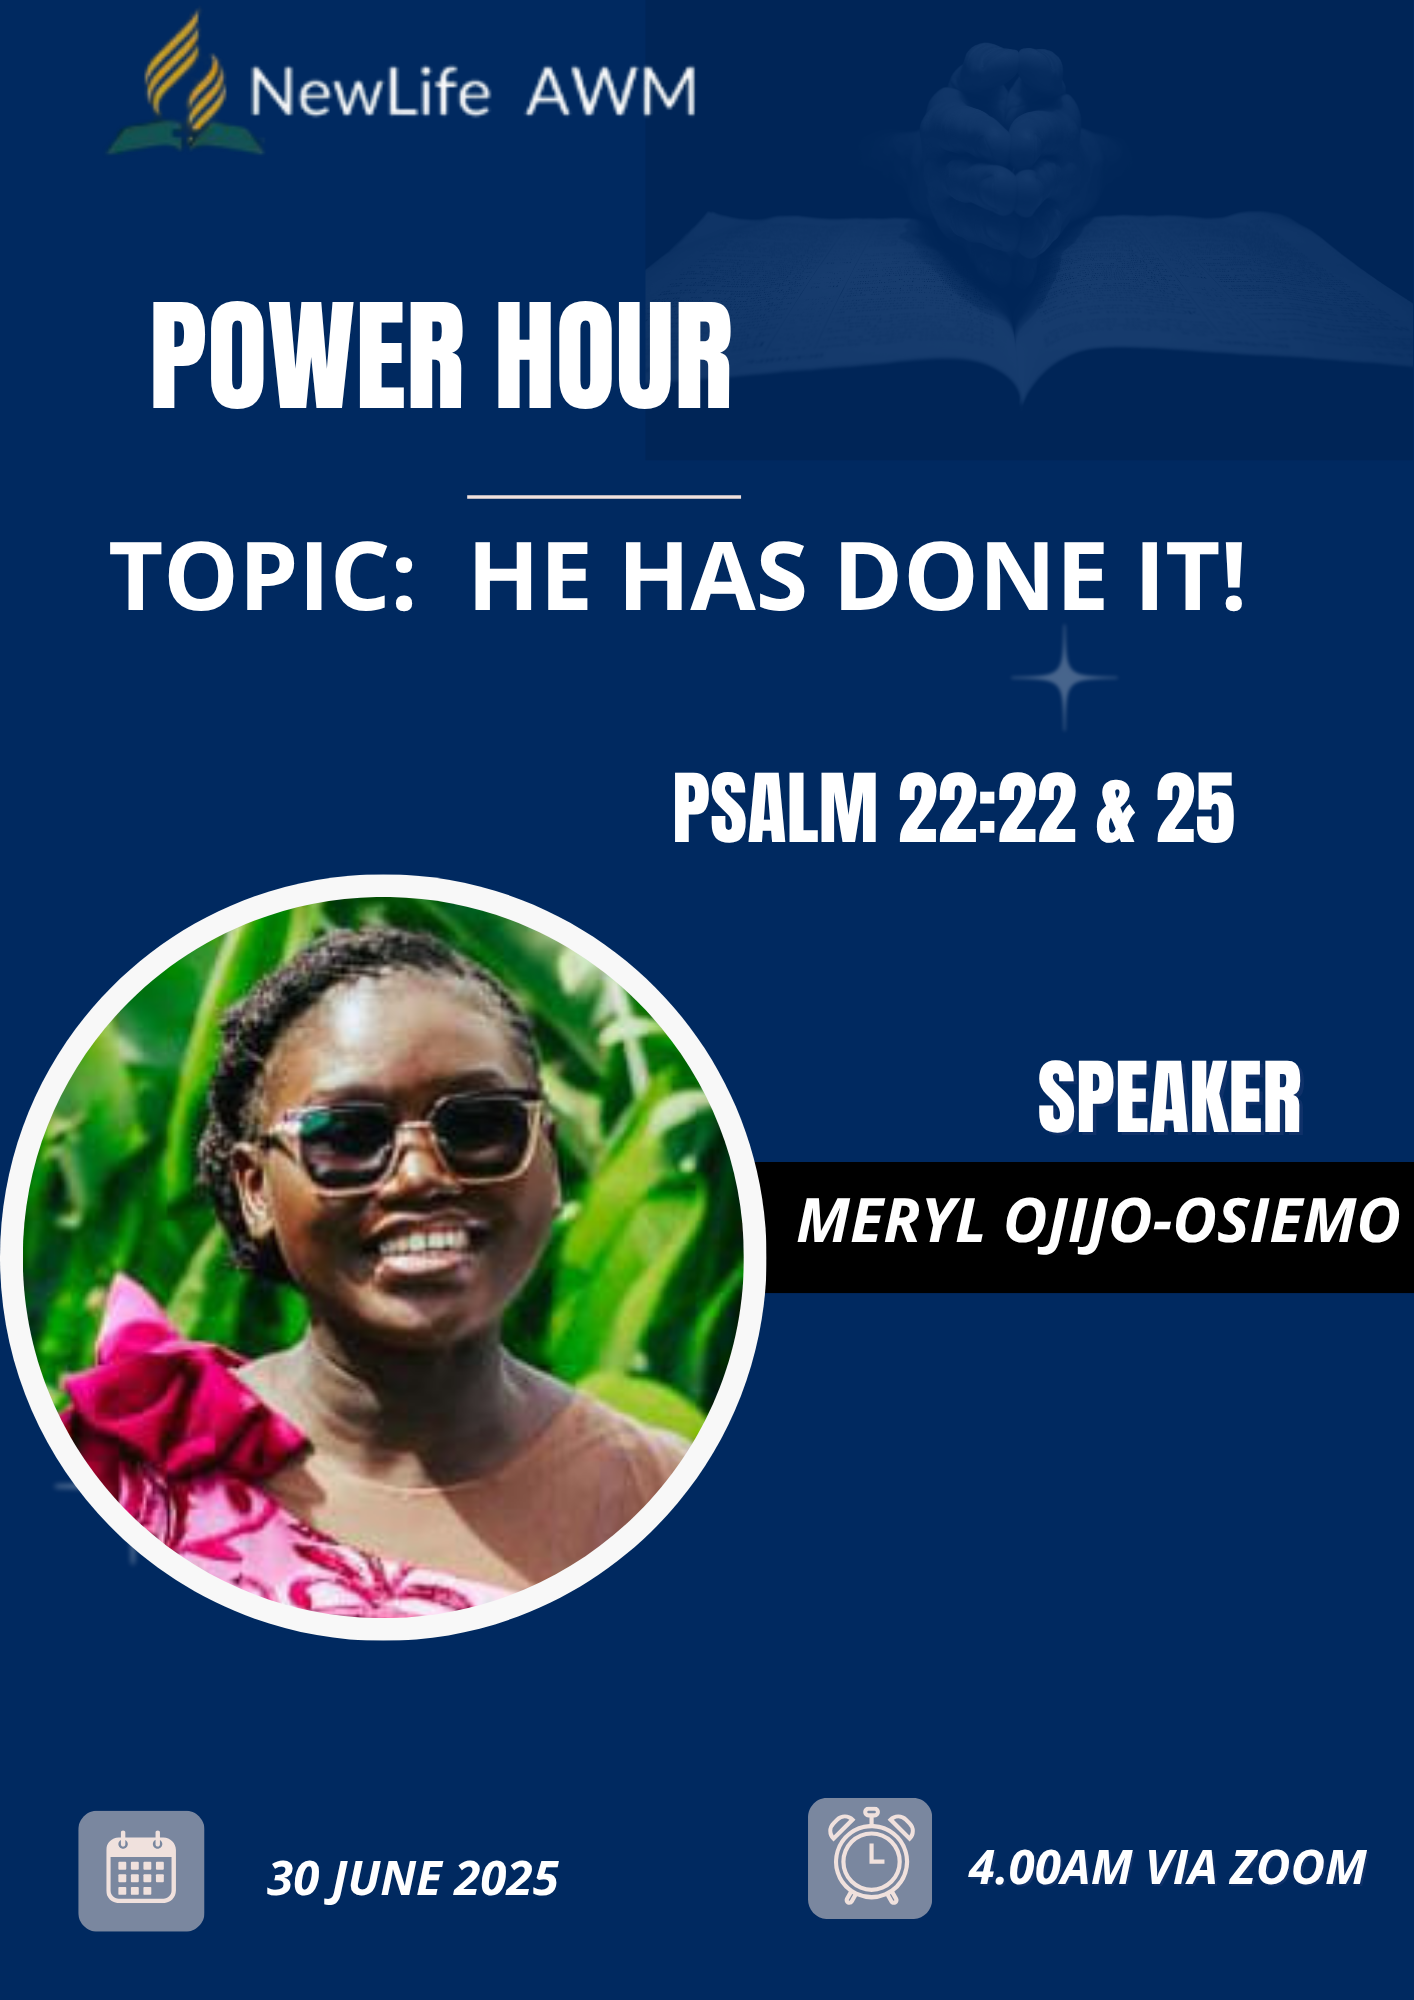 NewLife AWM
POWER HOUR
TOPIC: HE HAS DONE IT!
PSALM 22:22 & 25
SPEAKER
MERYL OJIJO-OSIEMO
30 JUNE 2025
4.00AM VIA ZOOM